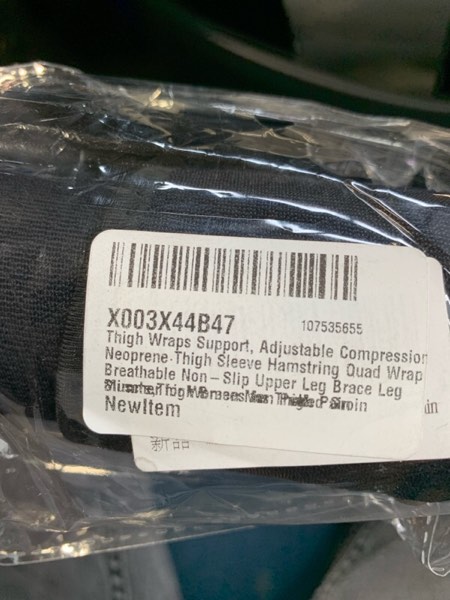 X003X44B47 107535655
Thigh Wraps Support, Adjustable Compression
Neoprene-Thigh Sleeve Hamstring Quad Wrap
Breathable Non-Slip Upper Leg Brace Leg
ain
NewItem
新品